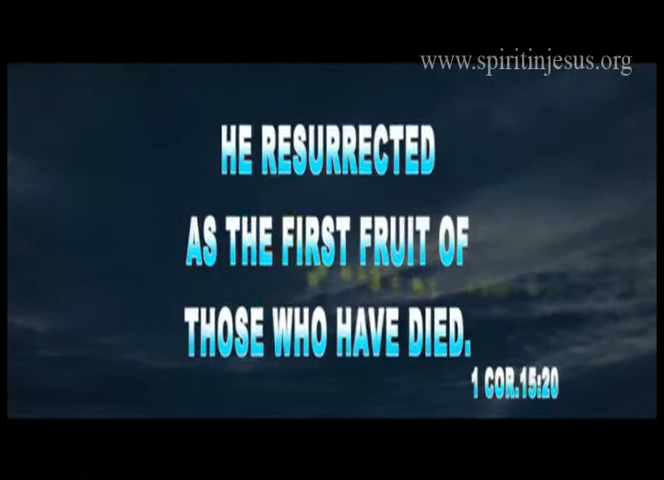 www.spiritinjesus.org
HE RESURRECTED
AS THE FIRST FRUIT OF
THOSE WHO HAVE DIED.
1 COR.15:20